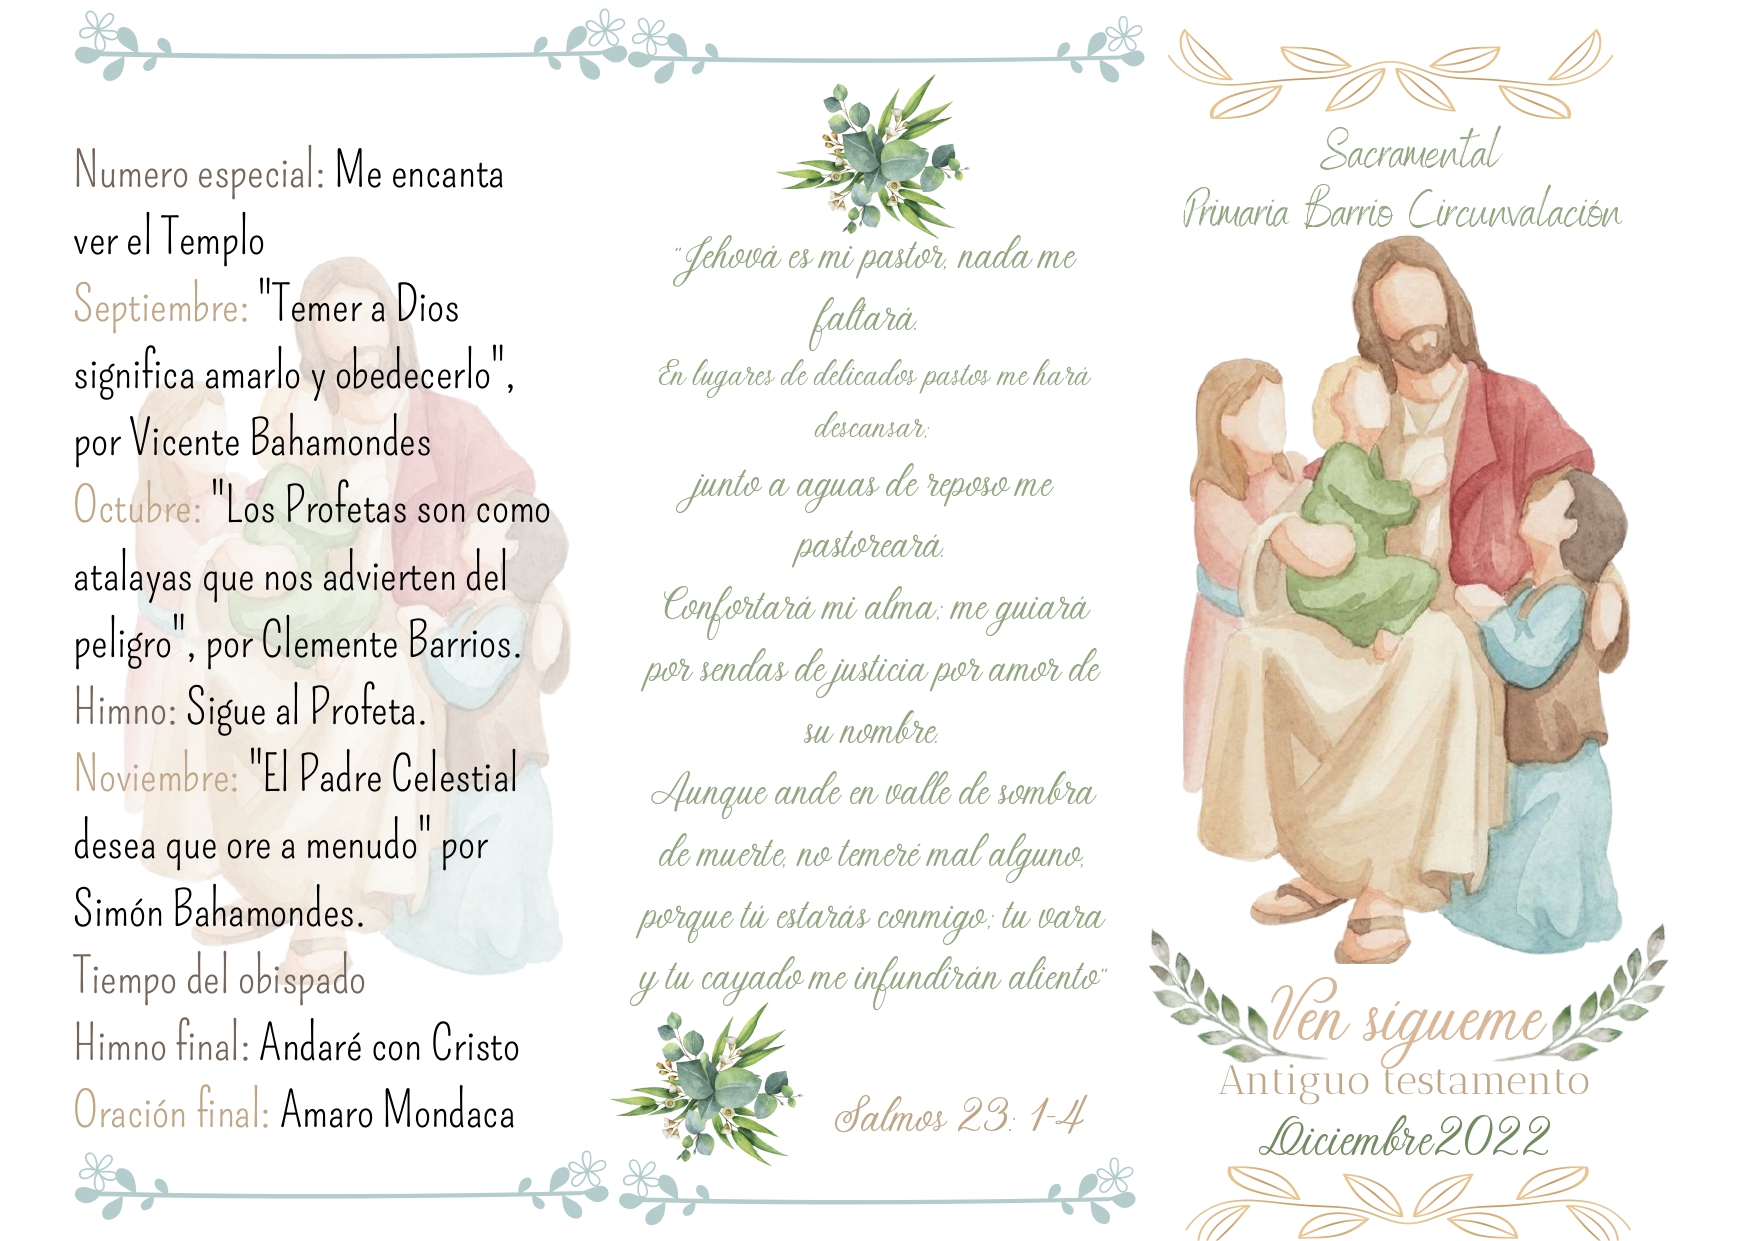 Numero especial: Me encanta
ver el Templo
Septiembre: "Temer a Dios
significa amarlo y obedecerlo",
por Vicente Bahamondes
Octubre: "Los Profetas son como
atalayas que nos advierten del
peligro", por Clemente Barrios.
Himno: Sigue al Profeta.
Noviembre: "El Padre Celestial
desea que ore a menudo" por
Simón Bahamondes.
Tiempo del obispado
Himno final: Andaré con Cristo
Oración final: Amaro Mondaca
"Jehová es mi pastor, nada me
faltará.
En lugares de delicados pastos me hará
descansar;
junto a aguas de reposo me
pastoreará.
Confortará mi alma; me guiará
por sendas de justicia por amor de
su nombre.
Aunque ande en valle de sombra
de muerte, no temeré mal alguno,
porque tú estarás conmigo; tu vara
y tu cayado me infundirán aliento"
Salmos 23: 1-4
Sacramental
Primaria Barrio Circunvalación
Ven sígueme
Antiguo testamento
Diciembre2022